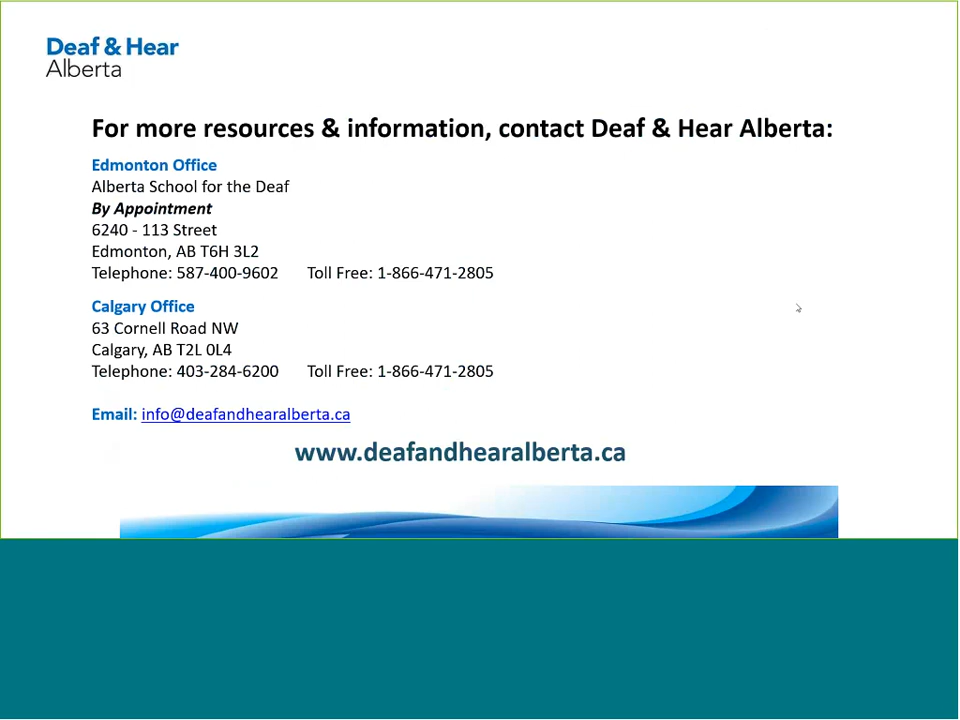 Deaf & Hear
Alberta
For more resources & information, contact Deaf & Hear Alberta:
Edmonton Office
Alberta School for the Deaf
By Appointment
6240 - 113 Street
Edmonton, AB T6H 3L2
Telephone: 587-400-9602 Toll Free: 1-866-471-2805
Calgary Office
63 Cornell Road NW
Calgary, AB T2L 0L4
Telephone: 403-284-6200 Toll Free: 1-866-471-2805
Email: info@deafandhearalberta.ca
www.deafandhearalberta.ca